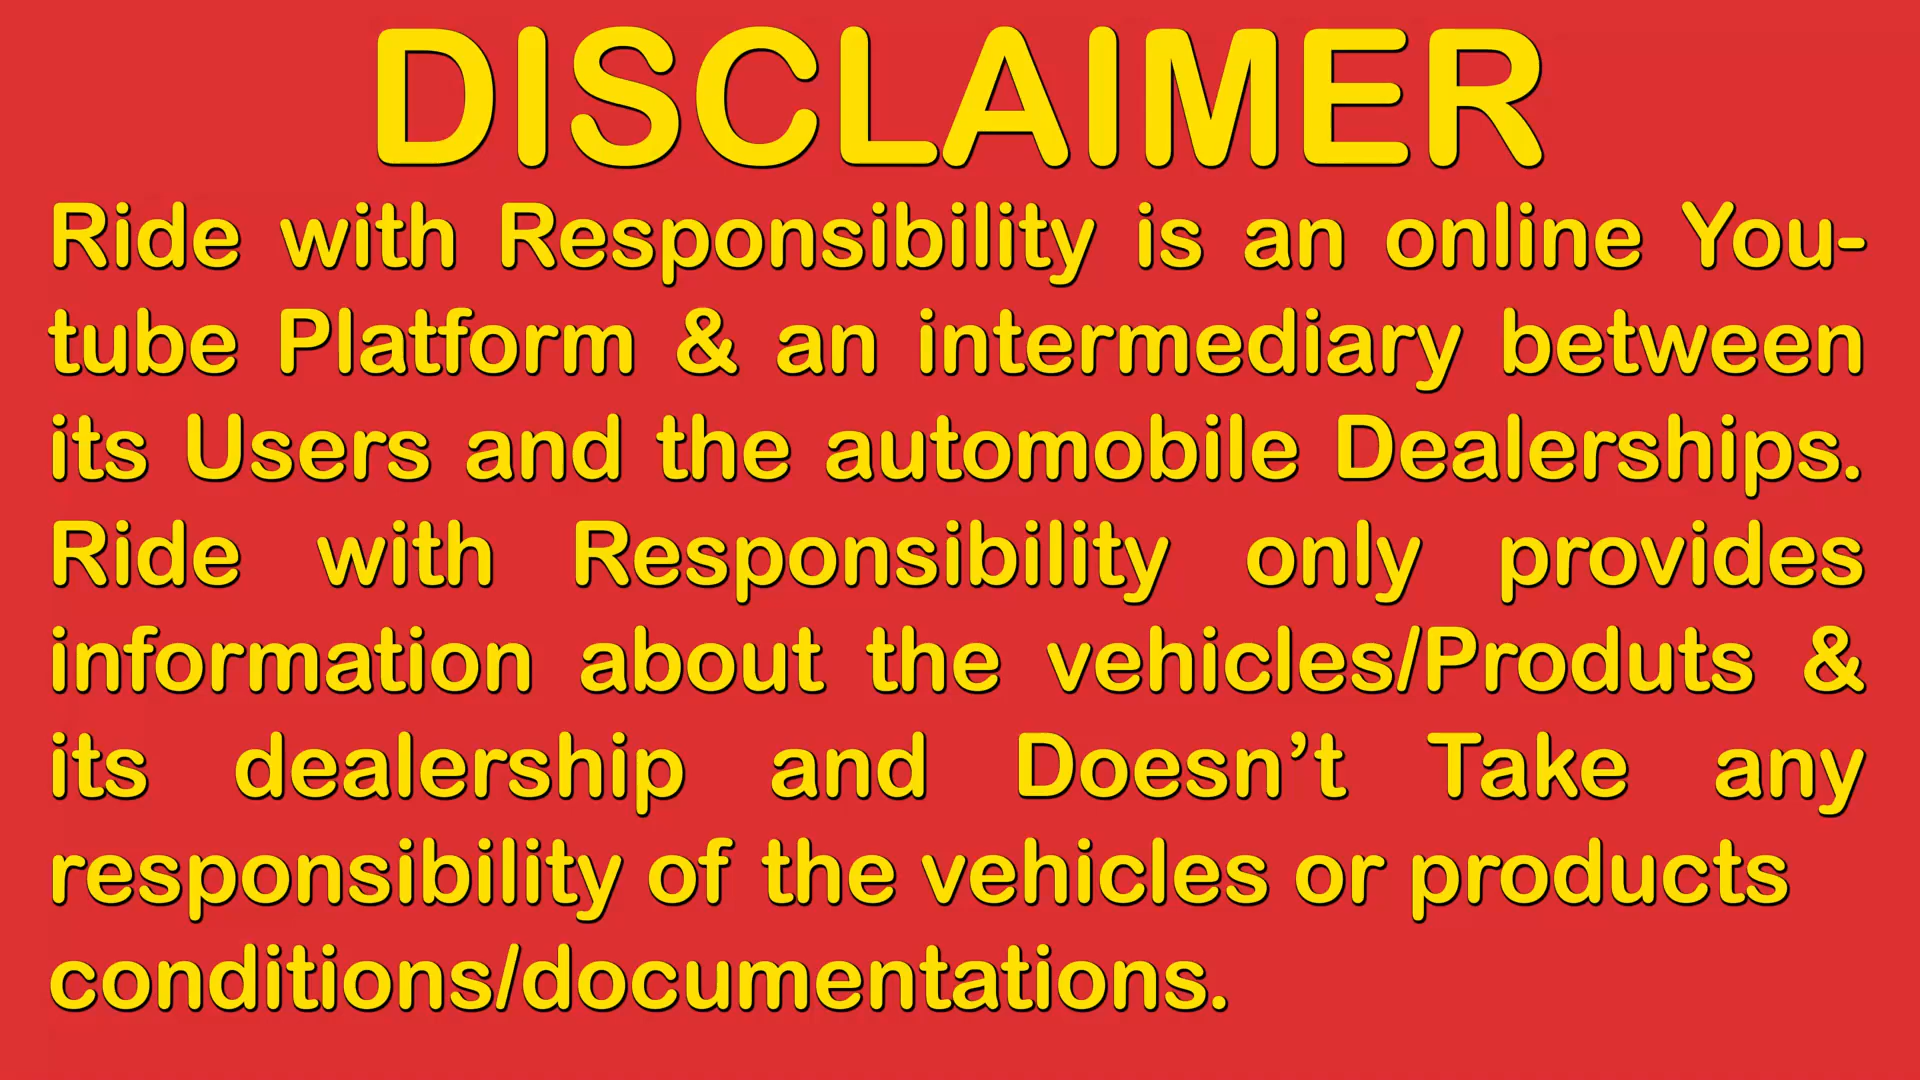 DISCLAIMER
Ride with Responsibility is an online You-
tube Platform & an intermediary between
its Users and the automobile Dealerships.
Ride with Responsibility only provides
information about the vehicles/Produts &
its dealership and Doesn’t Take any
responsibility of the vehicles or products
conditions/documentations.